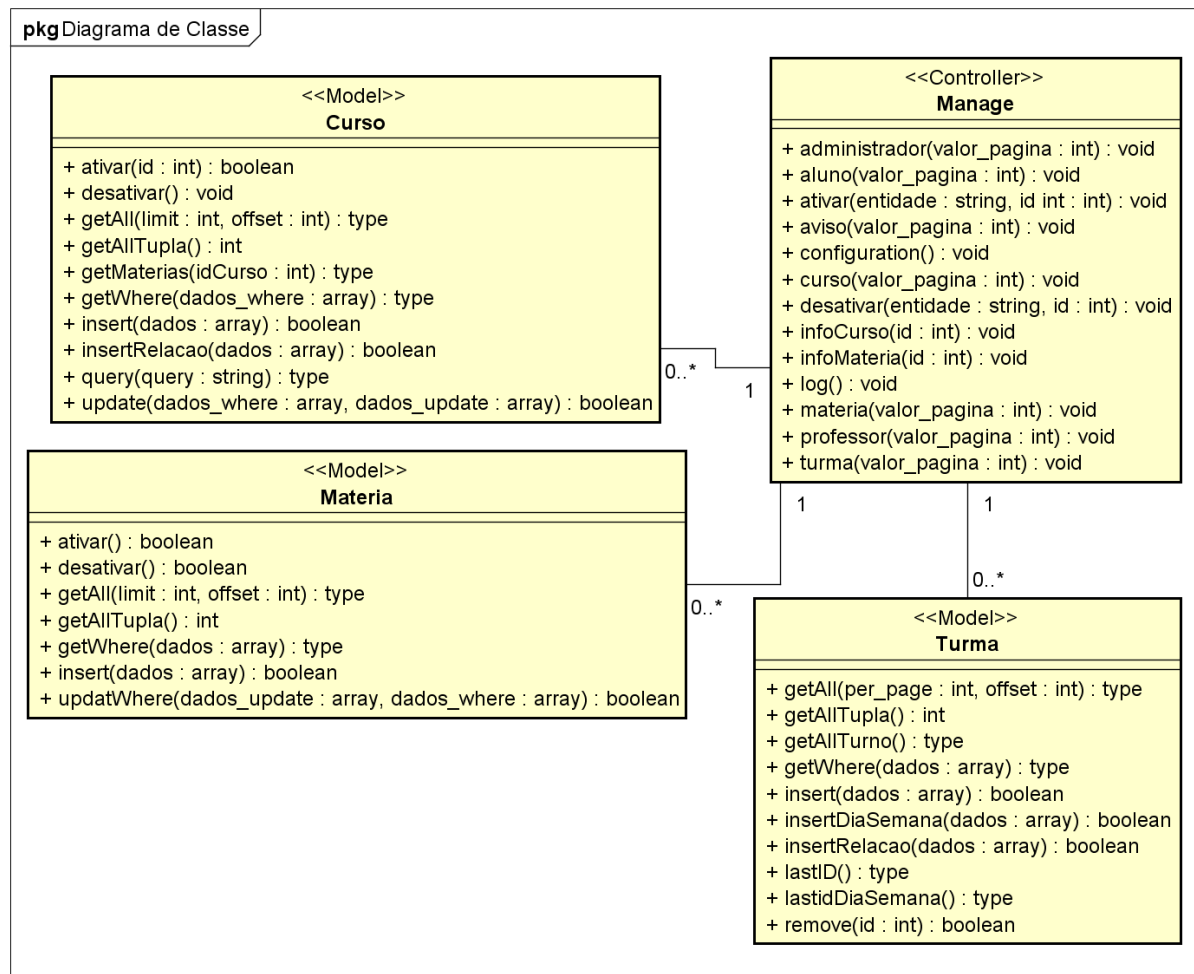 pkg Diagrama de Classe
<<Model>>
Curso
+ ativar(id : int) : boolean
+ desativar() : void
+ getAll(limit : int, offset : int) : type
+ getAllTupla() : int
+ getMaterias(idCurso : int) : type
+ getWhere(dados_where : array) : type
+ insert(dados : array) : boolean
+ insertRelacao(dados : array) : boolean
+ query(query : string) : type
+ update(dados_where : array, dados_update : array) : boolean
0..*
1
<<Controller>>
Manage
+ administrador(valor_pagina : int) : void
+ aluno(valor_pagina : int) : void
+ ativar(entidade : string, id int : int) : void
+ aviso(valor_pagina : int) : void
+ configuration() : void
+ curso(valor_pagina : int) : void
+ desativar(entidade : string, id : int) : void
+ infoCurso(id : int) : void
+ infoMateria(id : int) : void
+ log() : void
+ materia(valor_pagina : int) : void
+ professor(valor_pagina : int) : void
+ turma(valor_pagina : int) : void
<<Model>>
Materia
+ ativar() : boolean
+ desativar() : boolean
+ getAll(limit : int, offset : int) : type
+ getAllTupla() : int
+ getWhere(dados : array) : type
+ insert(dados : array) : boolean
+ updatWhere(dados_update : array, dados_where : array) : boolean
1
0..*
1
0..*
<<Model>>
Turma
+ getAll(per_page : int, offset : int) : type
+ getAllTupla() : int
+ getAllTurno() : type
+ getWhere(dados : array) : type
+ insert(dados : array) : boolean
+ insertDiaSemana(dados : array) : boolean
+ insertRelacao(dados : array) : boolean
+ lastID() : type
+ lastidDiaSemana() : type
+ remove(id : int) : boolean